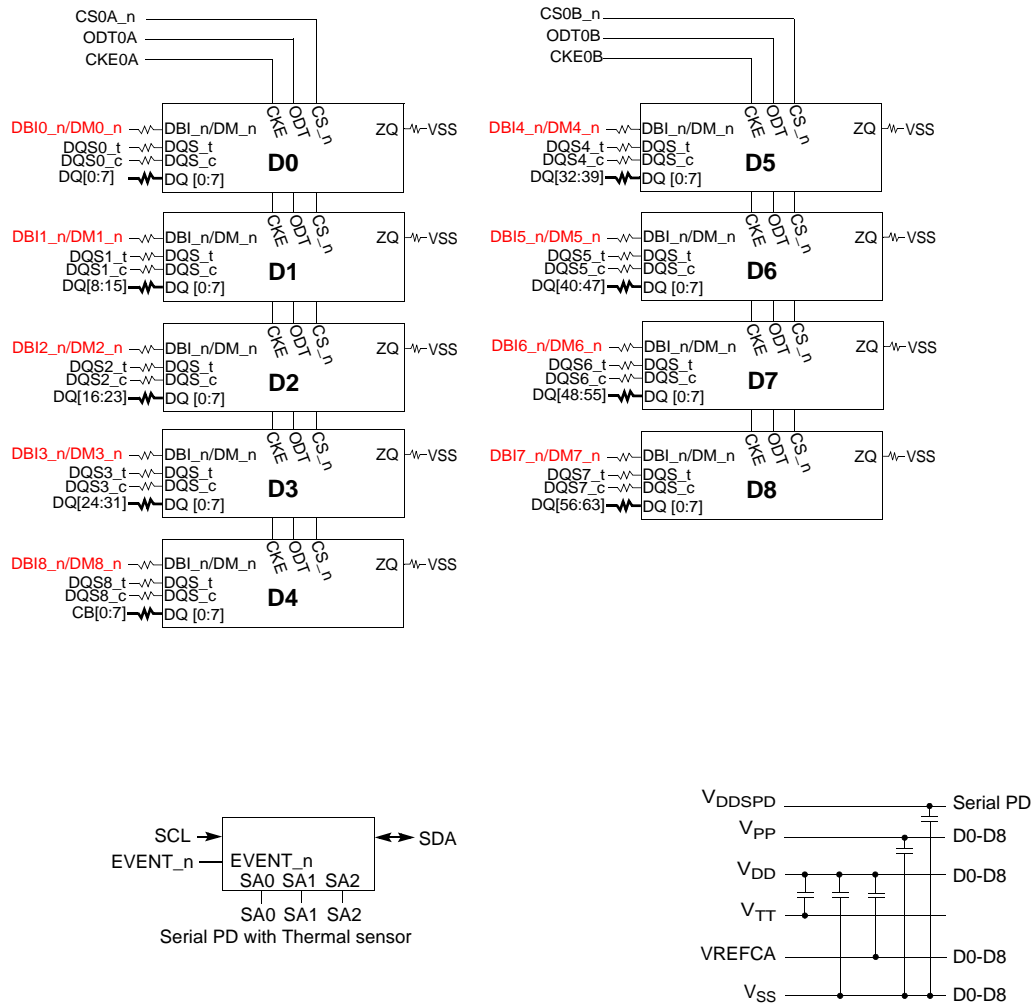 CS0A_n
ODT0A
CKE0A
CKE ODT CS_n
DBI0_n/DM0_n DBI_n/DM_n ZQ VSS
DQS0_t DQS_t
DQS0_c DQS_c
D0
DQ[0:7] DQ [0:7]
CKE ODT CS_n
DBI1_n/DM1_n DBI_n/DM_n ZQ VSS
DQS1_t DQS_t
DQS1_c DQS_c
D1
DQ[8:15] DQ [0:7]
CKE ODT CS_n
DBI2_n/DM2_n DBI_n/DM_n ZQ VSS
DQS2_t DQS_t
DQS2_c DQS_c
D2
DQ[16:23] DQ [0:7]
CKE ODT CS_n
DBI3_n/DM3_n DBI_n/DM_n ZQ VSS
DQS3_t DQS_t
DQS3_c DQS_c
D3
DQ[24:31] DQ [0:7]
CKE ODT CS_n
DBI8_n/DM8_n DBI_n/DM_n ZQ VSS
DQS8_t DQS_t
DQS8_c DQS_c
D4
CB[0:7] DQ [0:7]
CS0B_n
ODT0B
CKE0B
CKE ODT CS_n
DBI4_n/DM4_n DBI_n/DM_n ZQ VSS
DQS4_t DQS_t
DQS4_c DQS_c
D5
DQ[32:39] DQ [0:7]
CKE ODT CS_n
DBI5_n/DM5_n DBI_n/DM_n ZQ VSS
DQS5_t DQS_t
DQS5_c DQS_c
D6
DQ[40:47] DQ [0:7]
CKE ODT CS_n
DBI6_n/DM6_n DBI_n/DM_n ZQ VSS
DQS6_t DQS_t
DQS6_c DQS_c
D7
DQ[48:55] DQ [0:7]
CKE ODT CS_n
DBI7_n/DM7_n DBI_n/DM_n ZQ VSS
DQS7_t DQS_t
DQS7_c DQS_c
D8
DQ[56:63] DQ [0:7]
SCL SDA
EVENT_n EVENT_n
SA0 SA1 SA2
SA0 SA1 SA2
Serial PD with Thermal sensor
VDDSPD Serial PD
VPP D0-D8
VDD D0-D8
VTT
VREFCA D0-D8
VSS D0-D8